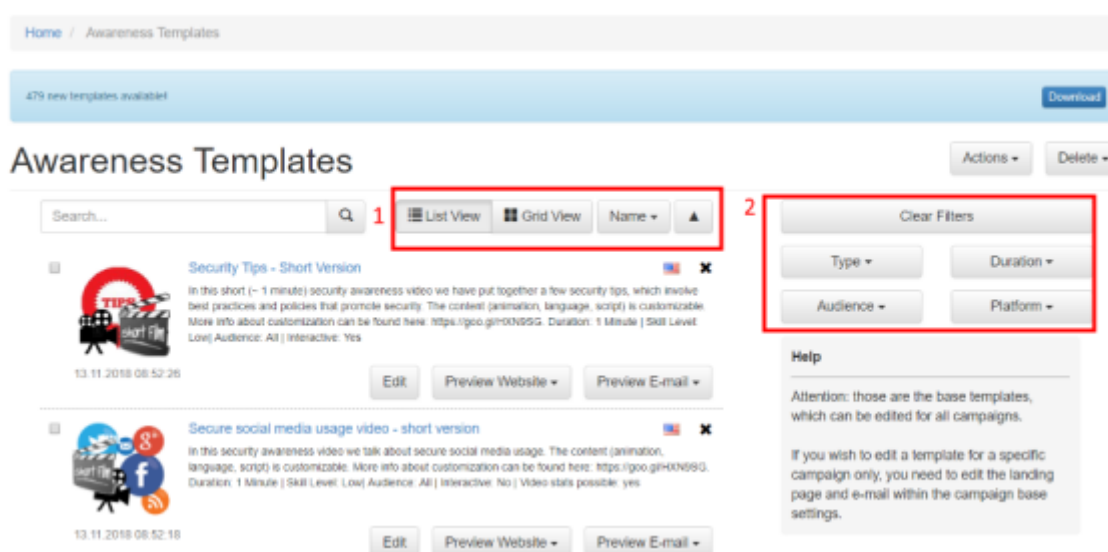 Home / Awareness Templates
479 new templates available!
Download
Awareness Templates
Actions
Delete
Search...
1
List View
Grid View
Name
2
Clear Filters
Type
Duration
Audience
Platform
TIPS
Short Film
Security Tips - Short Version
In this short (~ 1 minute) security awareness video we have put together a few security tips, which involve
best practices and policies that promote security. The content (animation, language, script) is customizable.
More info about customization can be found here: https://goo.gl/HXN9SG. Duration: 1 Minute | Skill Level:
Low| Audience: All | Interactive: Yes
13.11.2018 08:52:26
Edit
Preview Website
Preview E-mail
Help
Attention: those are the base templates,
which can be edited for all campaigns.
If you wish to edit a template for a specific
campaign only, you need to edit the landing
page and e-mail within the campaign base
settings.
Short Film
g+
f
Secure social media usage video - short version
In this security awareness video we talk about secure social media usage. The content (animation,
language, script) is customizable. More info about customization can be found here: https://goo.gl/HXN9SG.
Duration: 1 Minute | Skill Level: Low| Audience: All | Interactive: No | Video stats possible: yes
13.11.2018 08:52:18
Edit
Preview Website
Preview E-mail